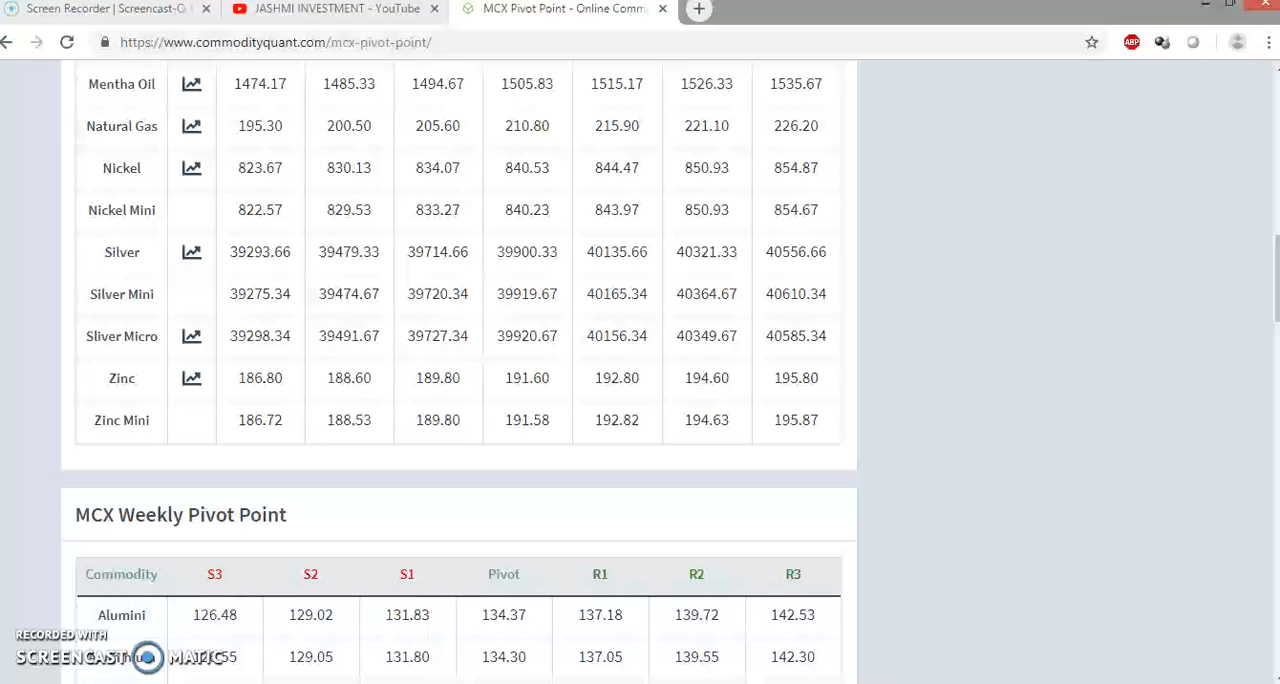 Screen Recorder | Screencast-O
JASHMI INVESTMENT - YouTube
MCX Pivot Point - Online Comm
https://www.commodityquant.com/mcx-pivot-point/
ABP
Mentha Oil 1474.17 1485.33 1494.67 1505.83 1515.17 1526.33 1535.67
Natural Gas 195.30 200.50 205.60 210.80 215.90 221.10 226.20
Nickel 823.67 830.13 834.07 840.53 844.47 850.93 854.87
Nickel Mini 822.57 829.53 833.27 840.23 843.97 850.93 854.67
Silver 39293.66 39479.33 39714.66 39900.33 40135.66 40321.33 40556.66
Silver Mini 39275.34 39474.67 39720.34 39919.67 40165.34 40364.67 40610.34
Sliver Micro 39298.34 39491.67 39727.34 39920.67 40156.34 40349.67 40585.34
Zinc 186.80 188.60 189.80 191.60 192.80 194.60 195.80
Zinc Mini 186.72 188.53 189.80 191.58 192.82 194.63 195.87
MCX Weekly Pivot Point
Commodity S3 S2 S1 Pivot R1 R2 R3
Alumini 126.48 129.02 131.83 134.37 137.18 139.72 142.53
129.05 131.80 134.30 137.05 139.55 142.30
RECORDED WITH
SCREENCAST MATIC